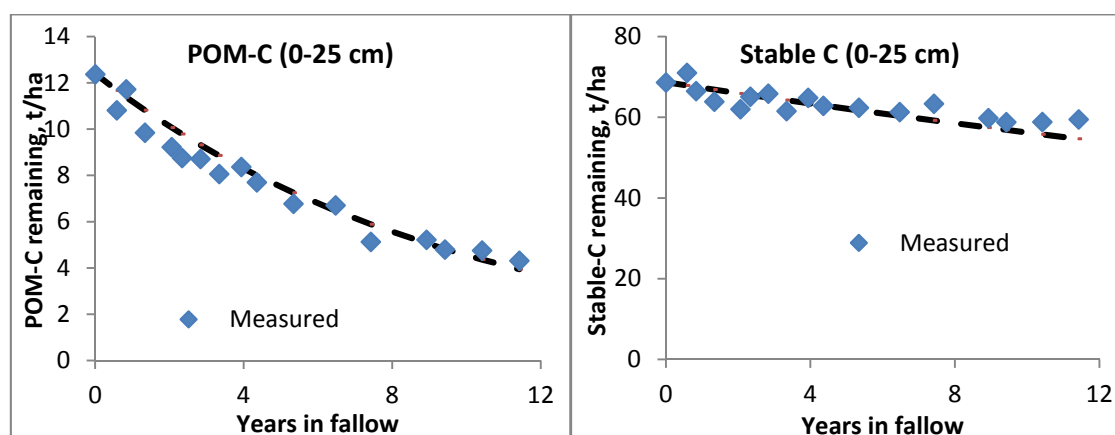 POM-C (0-25 cm)
POM-C remaining, t/ha
14
12
10
8
6
4
2
0
Measured
0 4 8 12
Years in fallow
Stable C (0-25 cm)
Stable-C remaining, t/ha
80
60
40
20
0
Measured
0 4 8 12
Years in fallow